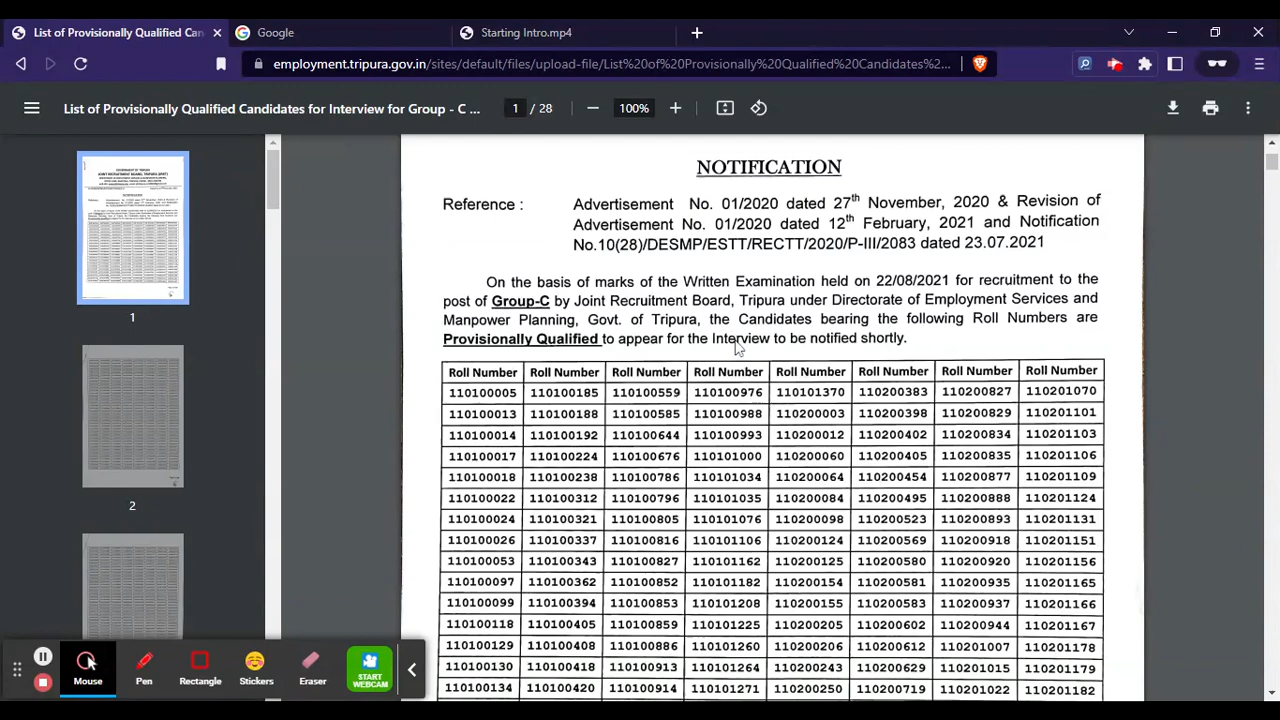 List of Provisionally Qualified Can
Google
Starting Intro.mp4
employment.tripura.gov.in/sites/default/files/upload-file/List%20of%20Provisionally%20Qualified%20Candidates%2...
List of Provisionally Qualified Candidates for Interview for Group - C ...
1 / 28
100%
NOTIFICATION
Reference : Advertisement No. 01/2020 dated 27th November, 2020 & Revision of
Advertisement No. 01/2020 dated 12th February, 2021 and Notification
No.10(28)/DESMP/ESTT/RECTT/2020/P-III/2083 dated 23.07.2021
On the basis of marks of the Written Examination held on 22/08/2021 for recruitment to the
post of Group-C by Joint Recruitment Board, Tripura under Directorate of Employment Services and
Manpower Planning, Govt. of Tripura, the Candidates bearing the following Roll Numbers are
Provisionally Qualified to appear for the Interview to be notified shortly.
Roll Number Roll Number Roll Number Roll Number Roll Number Roll Number Roll Number Roll Number
110100005 110100185 110100559 110100976 110101370 110200383 110200827 110201070
110100013 110100188 110100585 110100988 110200003 110200398 110200829 110201101
110100014 110100192 110100644 110100993 110200012 110200402 110200834 110201103
110100017 110100224 110100676 110101000 110200060 110200405 110200835 110201106
110100018 110100238 110100786 110101034 110200064 110200454 110200877 110201109
110100022 110100312 110100796 110101035 110200084 110200495 110200888 110201124
110100024 110100321 110100805 110101076 110200098 110200523 110200893 110201131
110100026 110100337 110100816 110101106 110200124 110200569 110200918 110201151
110100053 110100343 110100827 110101162 110200125 110200580 110200920 110201156
110100097 110100362 110100852 110101182 110200154 110200581 110200935 110201165
110100099 110100394 110100853 110101208 110200155 110200583 110200937 110201166
110100118 110100405 110100859 110101225 110200205 110200602 110200944 110201167
110100129 110100408 110100886 110101260 110200206 110200612 110201007 110201178
110100130 110100418 110100913 110101264 110200243 110200629 110201015 110201179
110100134 110100420 110100914 110101271 110200250 110200719 110201022 110201182
1
2
Mouse
Pen
Rectangle
Stickers
Eraser
START
WEBCAM